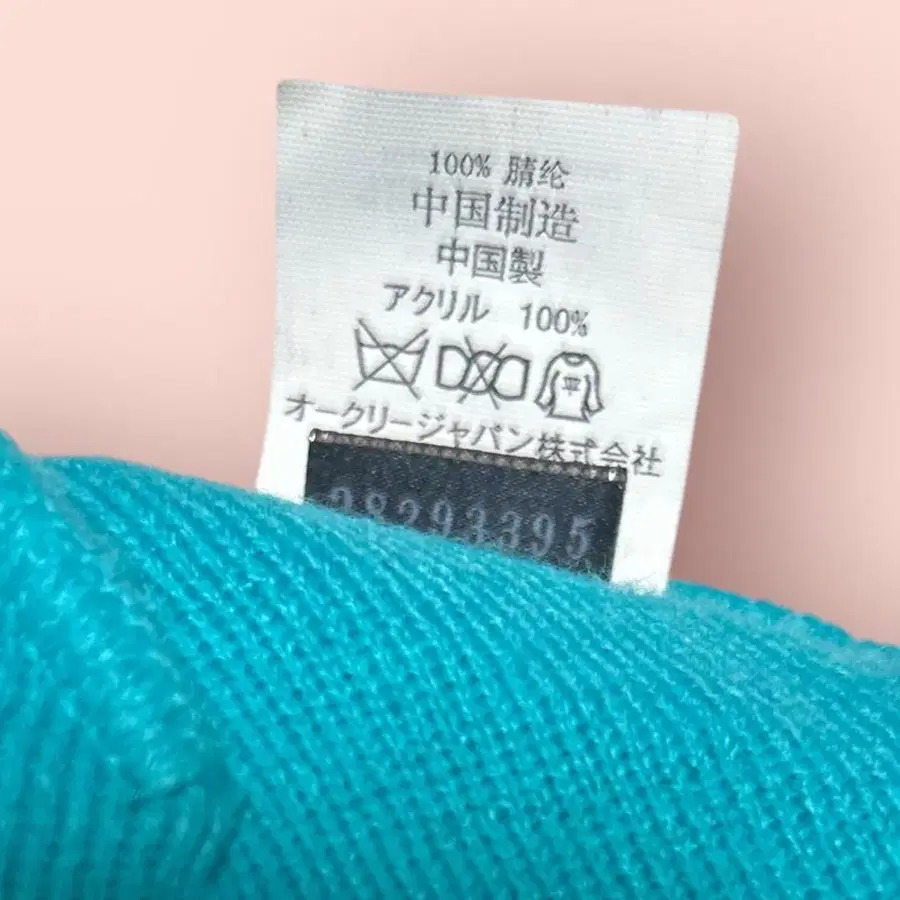 100% 腈纶
中国制造
中国製
アクリル 100%
平
オークリージャパン株式会社
28293395